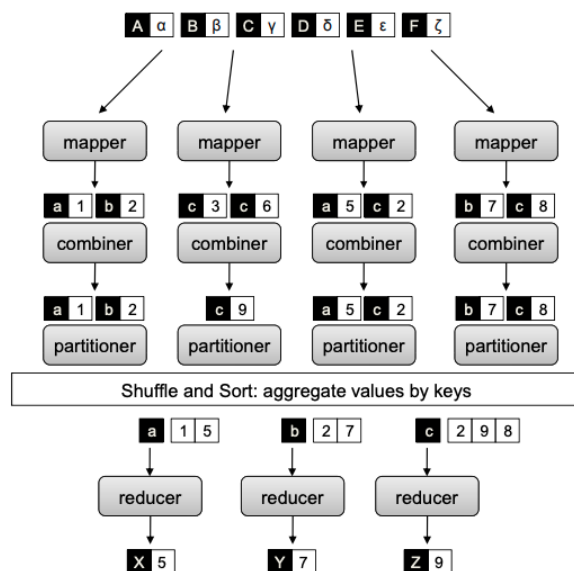 A α B β C γ D δ E ε F ζ
mapper mapper mapper mapper
a 1 b 2 c 3 c 6 a 5 c 2 b 7 c 8
combiner combiner combiner combiner
a 1 b 2 c 9 a 5 c 2 b 7 c 8
partitioner partitioner partitioner partitioner
Shuffle and Sort: aggregate values by keys
a 1 5 b 2 7 c 2 9 8
reducer reducer reducer
X 5 Y 7 Z 9